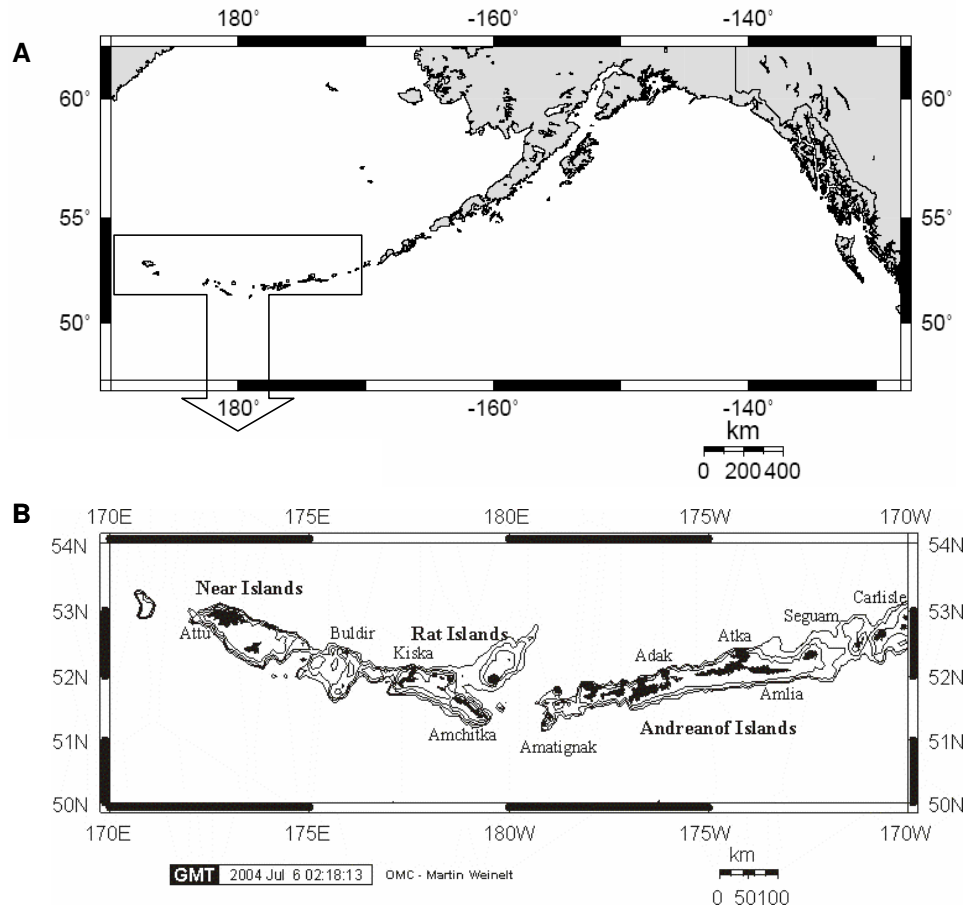 A
180° -160° -140°
60° 60°
55° 55°
50° 50°
180° -160° -140°
km
0 200 400
B
170E 175E 180E 175W 170W
54N 54N
Near Islands
Carlisle
53N 53N
Seguam
Attu Buldir Rat Islands Atka
Kiska Adak
52N 52N
Amlia
Amchitka Andreanof Islands
Amatignak
51N 51N
50N 50N
170E 175E 180W 175W 170W
km
GMT 2004 Jul 6 02:18:13 OMC - Martin Weinelt
0 50 100